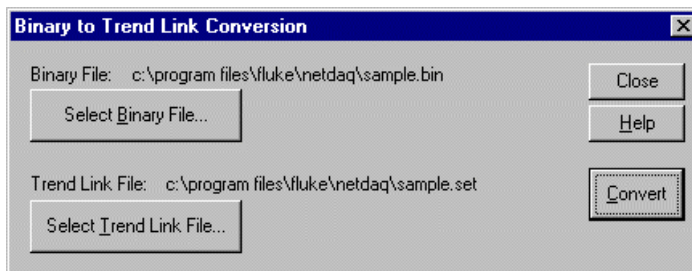 Binary to Trend Link Conversion
Binary File: c:\program files\fluke\netdaq\sample.bin
Select Binary File...
Close
Help
Trend Link File: c:\program files\fluke\netdaq\sample.set
Select Trend Link File...
Convert